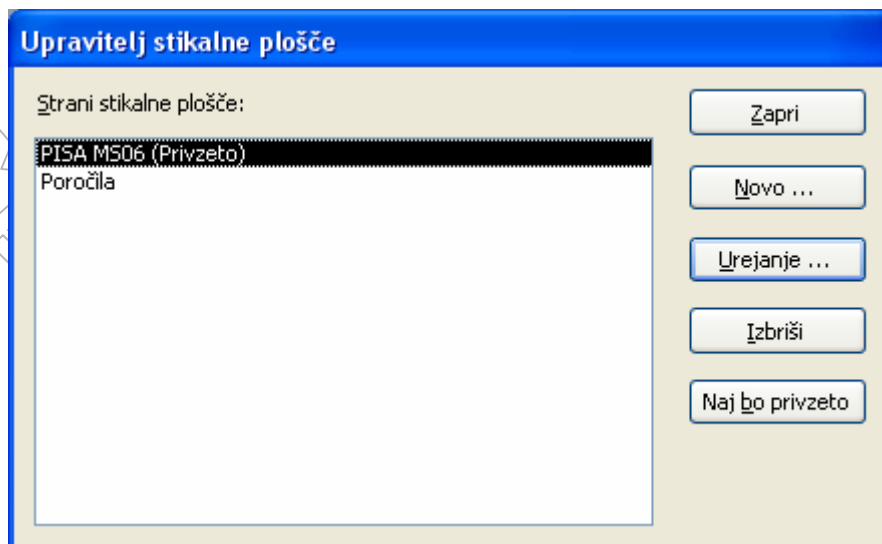 Upravitelj stikalne plošče
Strani stikalne plošče:
PISA MS06 (Privzeto)
Poročila
Zapri
Novo ...
Urejanje ...
Izbriši
Naj bo privzeto